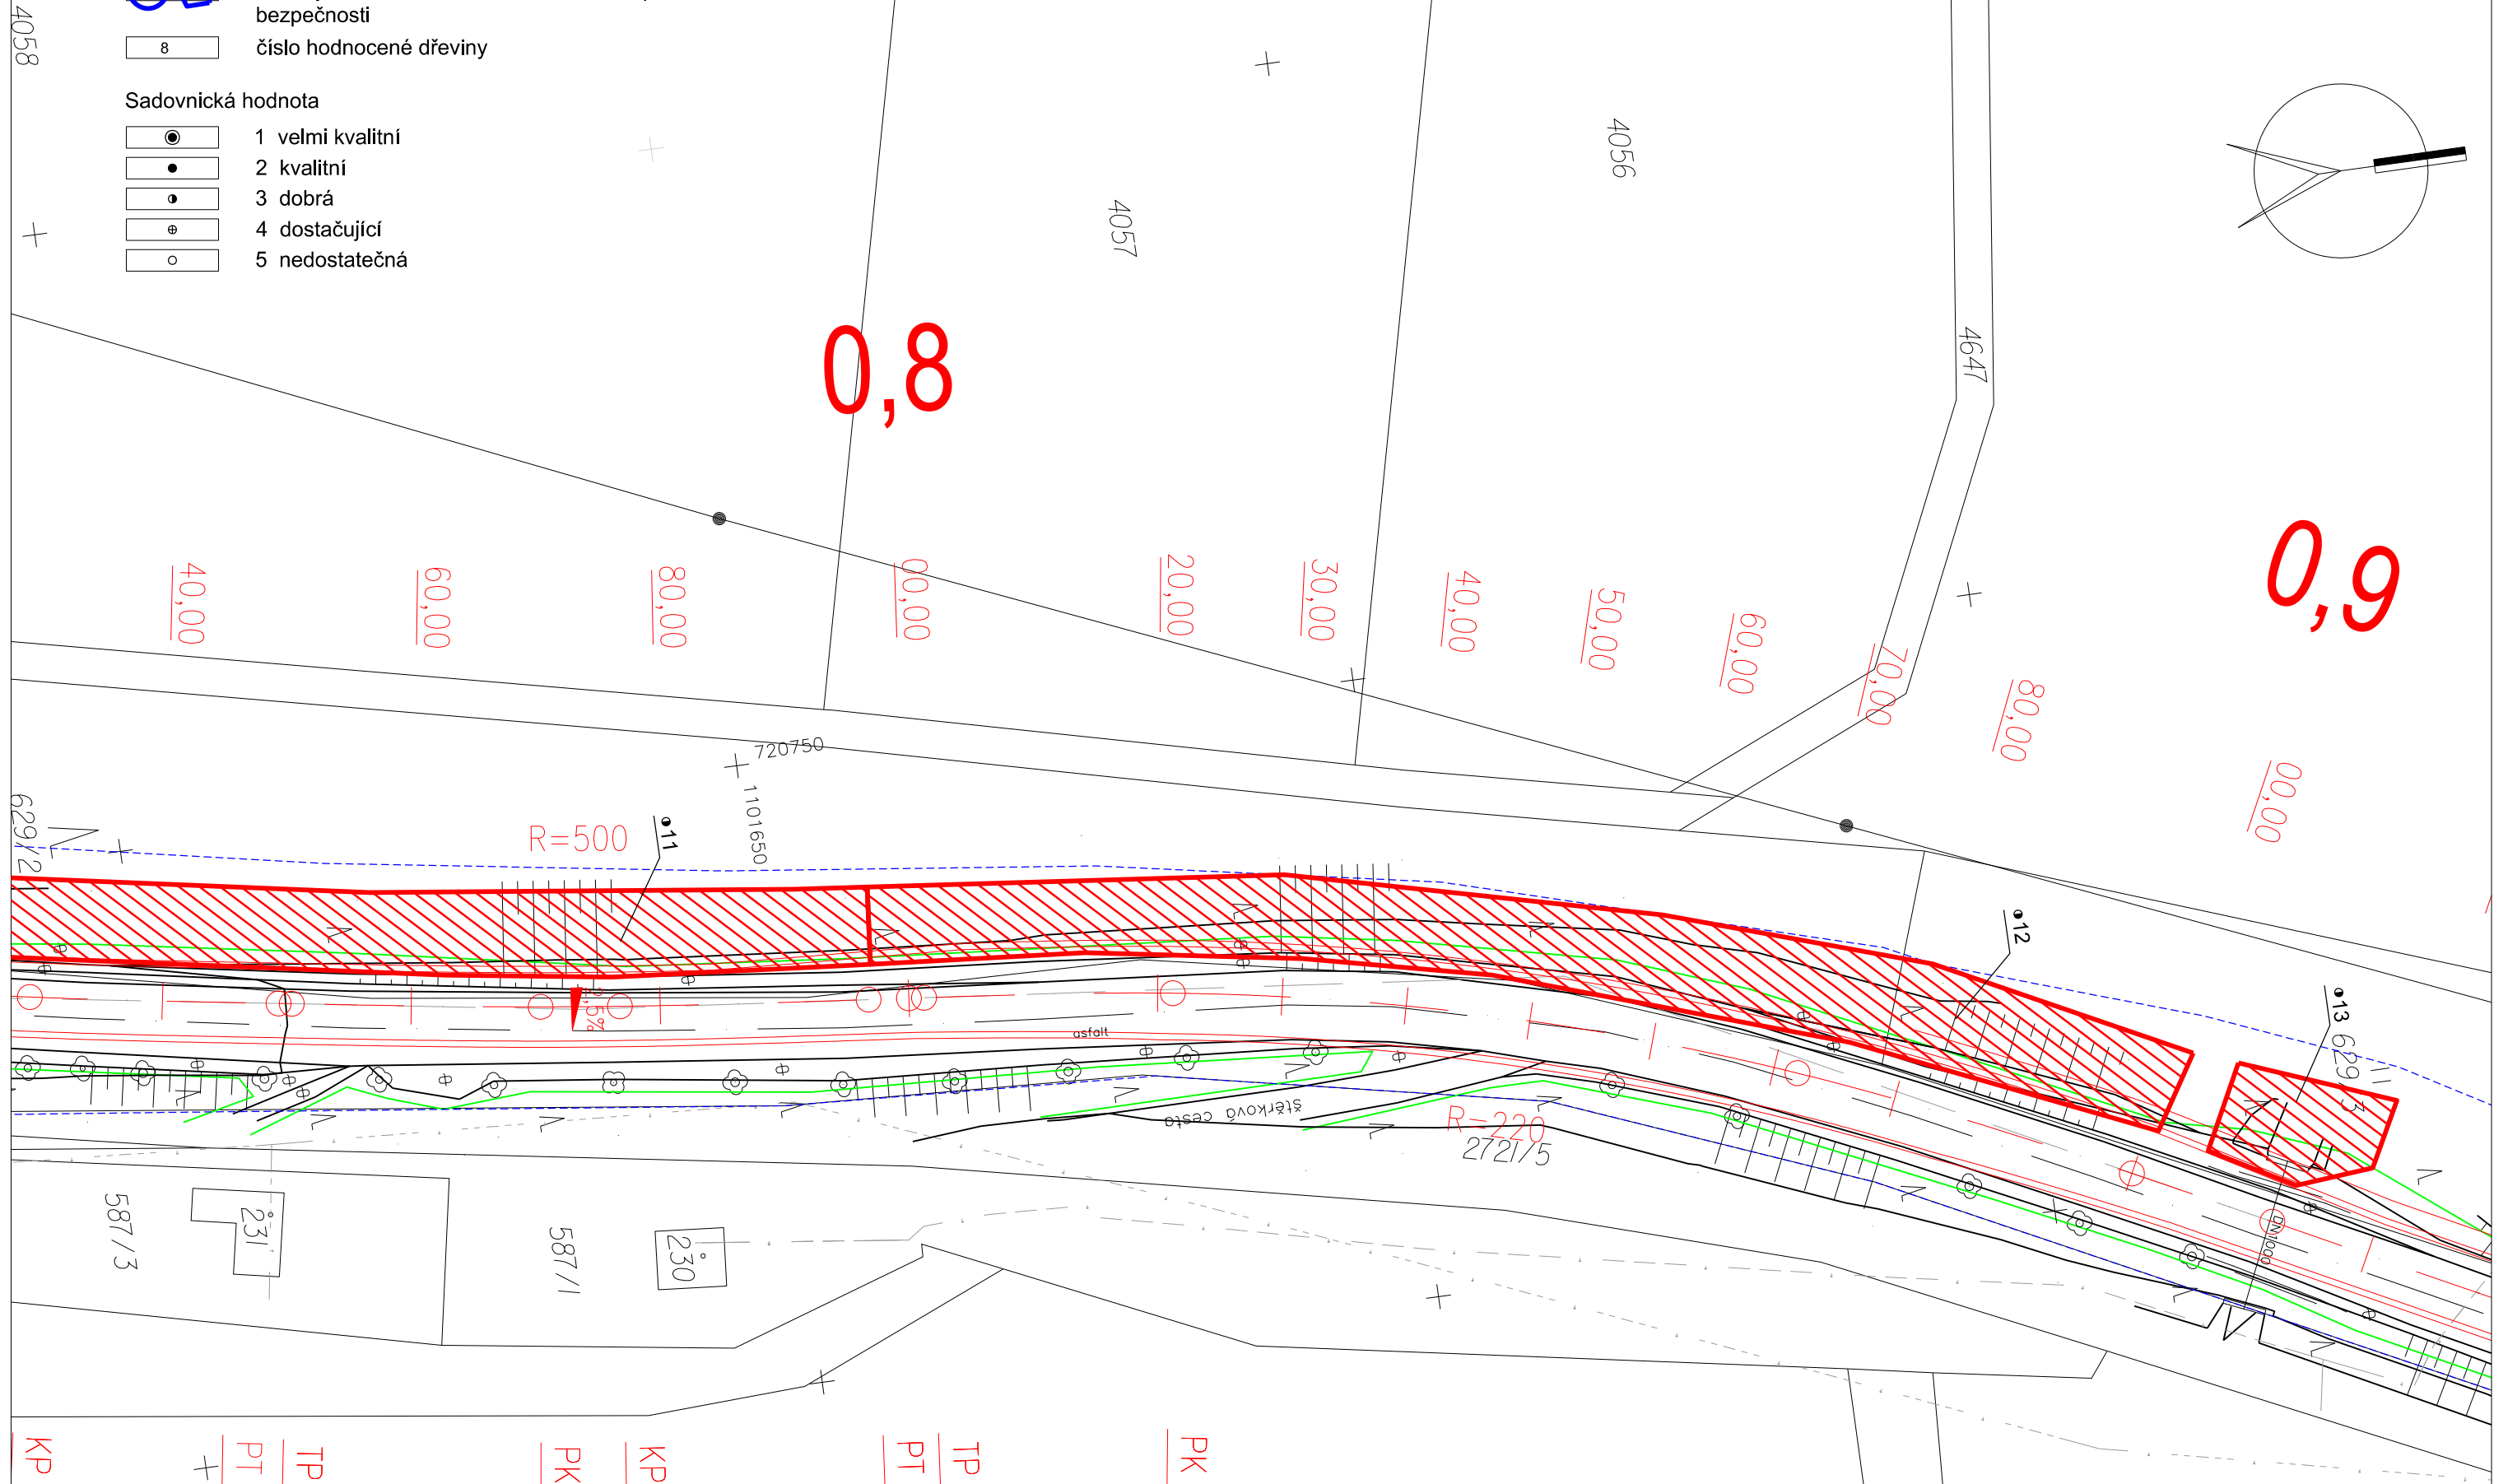 bezpečnosti
8 číslo hodnocené dřeviny
Sadovnická hodnota
1 velmi kvalitní
2 kvalitní
3 dobrá
4 dostačující
5 nedostatečná
4058
4057
4056
4647
0,8
0,9
40,00
60,00
80,00
00,00
20,00
30,00
40,00
50,00
60,00
70,00
80,00
00,00
720750
1101650
629/2
R=500
11
12
13
629/3
asfalt
štěrková cesta
R=220
2721/5
DN1000
587/3
231
587/1
230
KP
PT
TP
PK
KP
PT
TP
PK